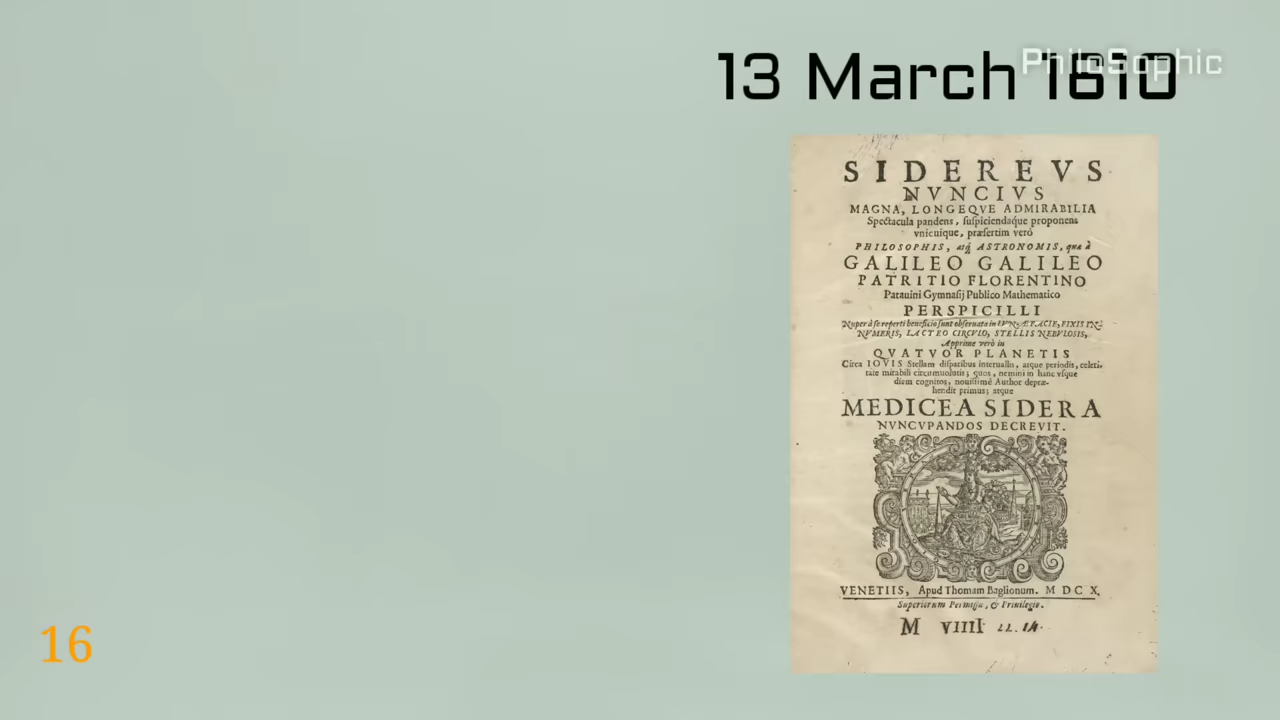 13 March 1610
PhiloSophic
SIDEREVS
NVNCIVS
MAGNA, LONGEQVE ADMIRABILIA
Spectacula pandens, suspiciendaque proponens
vnicuique, præsertim verò
PHILOSOPHIS, atq́ ASTRONOMIS, quæ à
GALILEO GALILEO
PATRITIO FLORENTINO
Patauini Gymnasij Publico Mathematico
PERSPICILLI
Nuper à se reperti beneficio sunt obseruata in LVNÆ FACIE, FIXIS IN-
NVMERIS, LACTEO CIRCVLO, STELLIS NEBVLOSIS,
Apprime verò in
QVATVOR PLANETIS
Circa IOVIS Stellam disparibus interuallis, atque periodis, celeri-
tate mirabili circumuolutis; quos, nemini in hanc vsque
diem cognitos, nouissimè Author depræ-
hendit primus; atque
MEDICEA SIDERA
NVNCVPANDOS DECREVIT.
VENETIIS, Apud Thomam Baglionum. M DC X.
Superiorum Permissu, & Priuilegio.
M VIIII
16